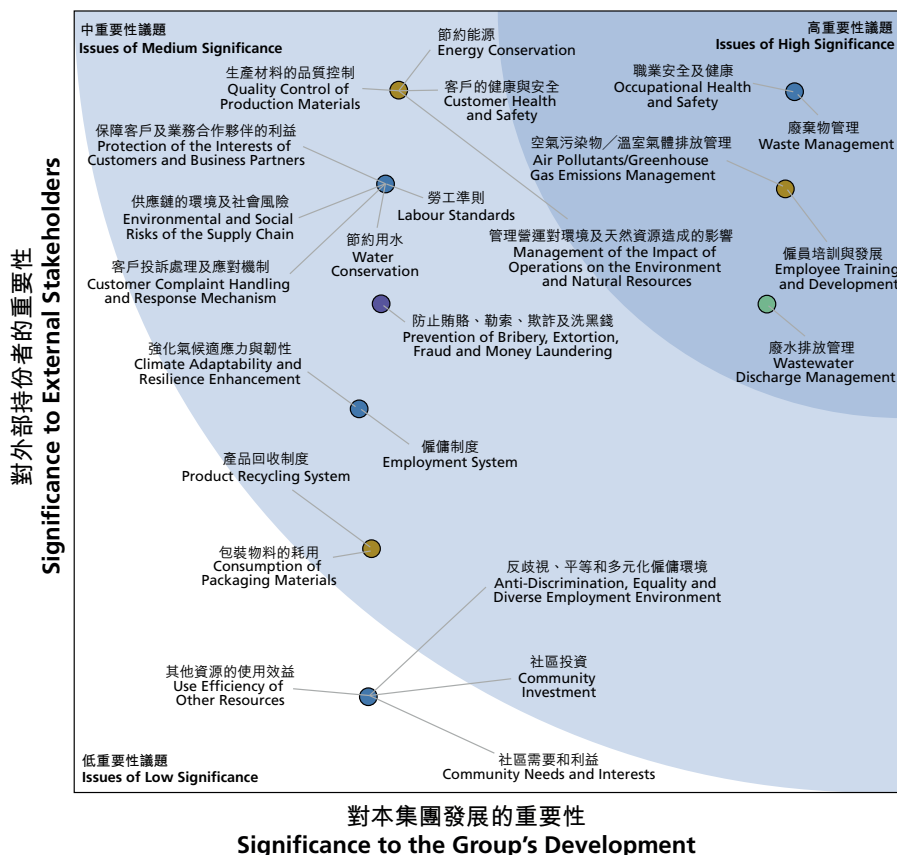 中重要性議題
Issues of Medium Significance
高重要性議題
Issues of High Significance
節約能源
Energy Conservation
生產材料的品質控制
Quality Control of
Production Materials
客戶的健康與安全
Customer Health
and Safety
職業安全及健康
Occupational Health
and Safety
廢棄物管理
Waste Management
保障客戶及業務合作夥伴的利益
Protection of the Interests of
Customers and Business Partners
空氣污染物／溫室氣體排放管理
Air Pollutants/Greenhouse
Gas Emissions Management
勞工準則
Labour Standards
供應鏈的環境及社會風險
Environmental and Social
Risks of the Supply Chain
節約用水
Water
Conservation
管理營運對環境及天然資源造成的影響
Management of the Impact of
Operations on the Environment
and Natural Resources
僱員培訓與發展
Employee Training
and Development
客戶投訴處理及應對機制
Customer Complaint Handling
and Response Mechanism
防止賄賂、勒索、欺詐及洗黑錢
Prevention of Bribery, Extortion,
Fraud and Money Laundering
廢水排放管理
Wastewater
Discharge Management
強化氣候適應力與韌性
Climate Adaptability and
Resilience Enhancement
僱傭制度
Employment System
產品回收制度
Product Recycling System
包裝物料的耗用
Consumption of
Packaging Materials
反歧視、平等和多元化僱傭環境
Anti-Discrimination, Equality and
Diverse Employment Environment
其他資源的使用效益
Use Efficiency of
Other Resources
社區投資
Community
Investment
社區需要和利益
Community Needs and Interests
低重要性議題
Issues of Low Significance
對外部持份者的重要性
Significance to External Stakeholders
對本集團發展的重要性
Significance to the Group's Development